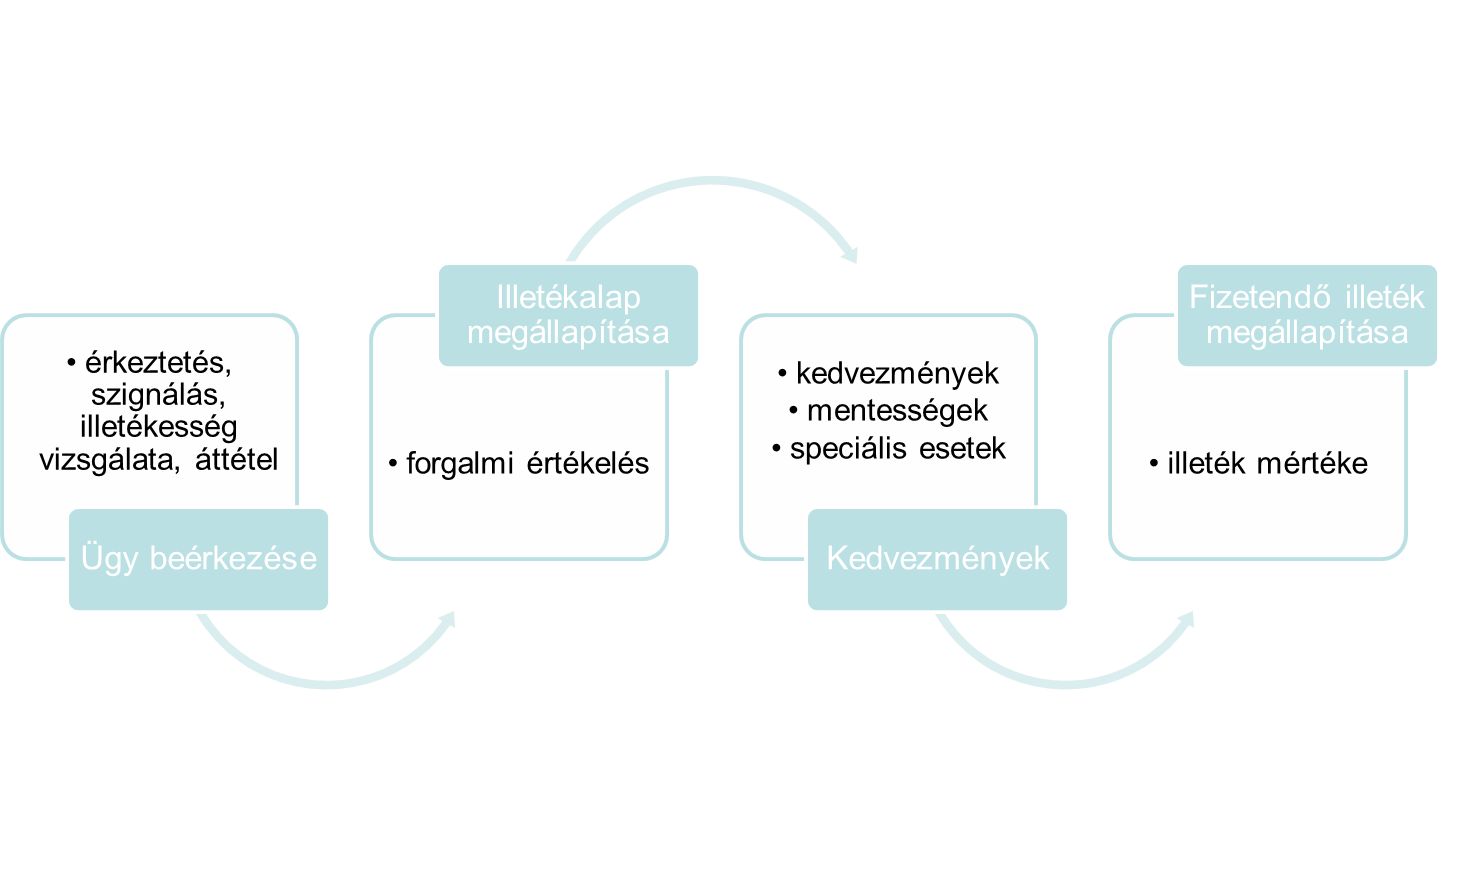 • érkeztetés,
szignálás,
illetékesség
vizsgálata, áttétel
Ügy beérkezése
Illetékalap
megállapítása
• forgalmi értékelés
• kedvezmények
• mentességek
• speciális esetek
Kedvezmények
Fizetendő illeték
megállapítása
• illeték mértéke